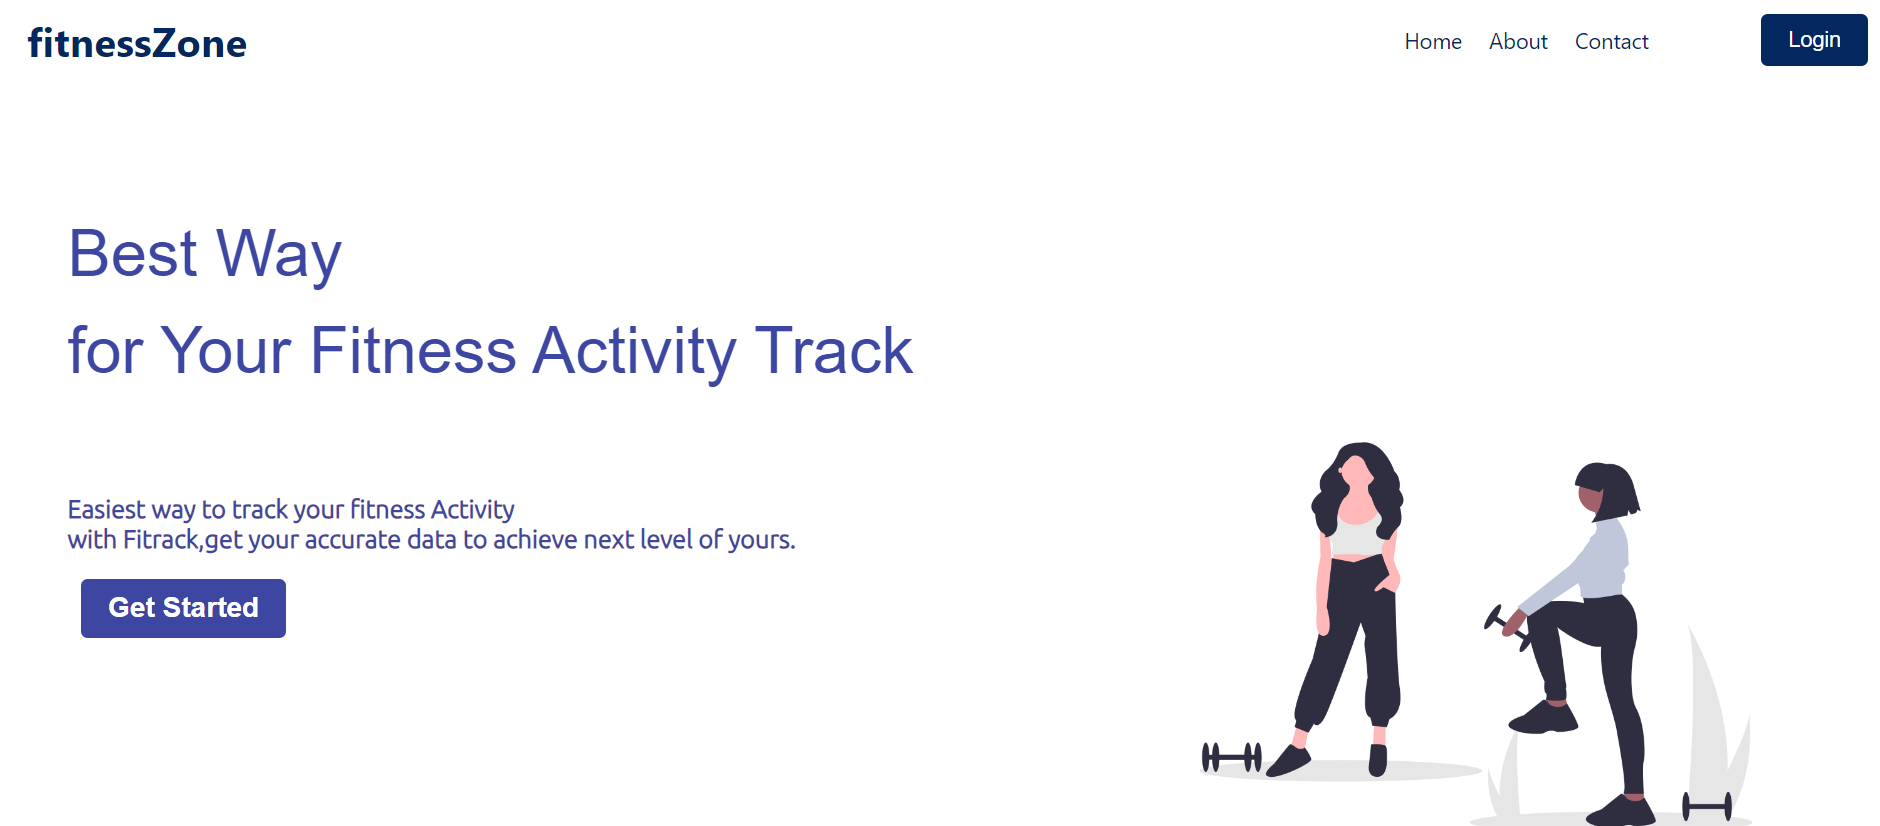 fitnessZone
Home About Contact
Login
Best Way
for Your Fitness Activity Track
Easiest way to track your fitness Activity
with Fitrack,get your accurate data to achieve next level of yours.
Get Started